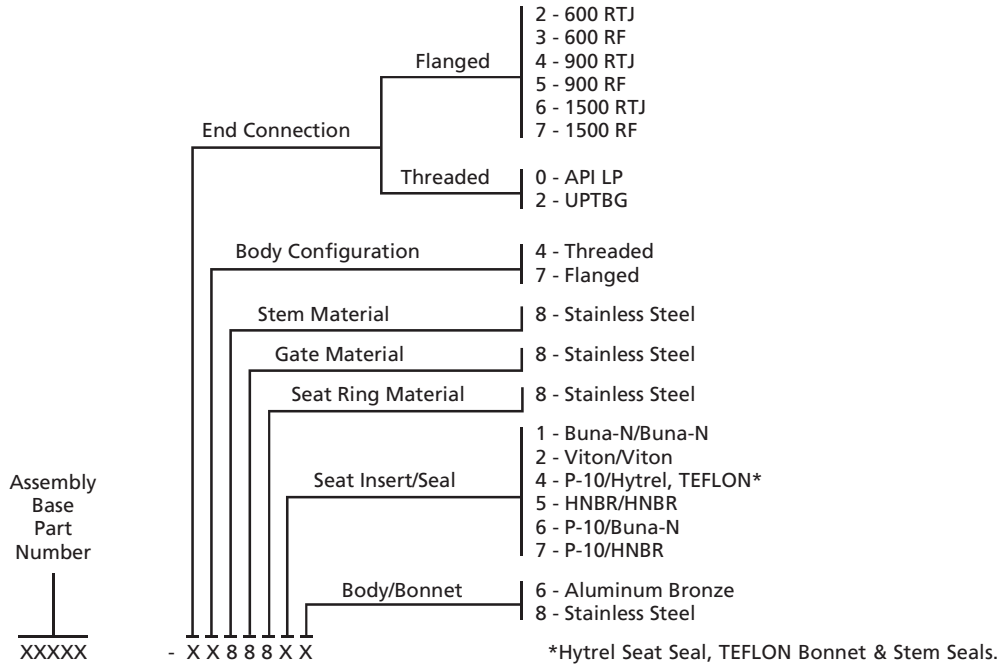 2 - 600 RTJ
3 - 600 RF
Flanged
4 - 900 RTJ
5 - 900 RF
6 - 1500 RTJ
7 - 1500 RF
End Connection
Threaded
0 - API LP
2 - UPTBG
Body Configuration
4 - Threaded
7 - Flanged
Stem Material
8 - Stainless Steel
Gate Material
8 - Stainless Steel
Seat Ring Material
8 - Stainless Steel
Seat Insert/Seal
1 - Buna-N/Buna-N
2 - Viton/Viton
4 - P-10/Hytrel, TEFLON*
5 - HNBR/HNBR
6 - P-10/Buna-N
7 - P-10/HNBR
Assembly
Base
Part
Number
Body/Bonnet
6 - Aluminum Bronze
8 - Stainless Steel
XXXXX - X X 8 8 8 X X
*Hytrel Seat Seal, TEFLON Bonnet & Stem Seals.